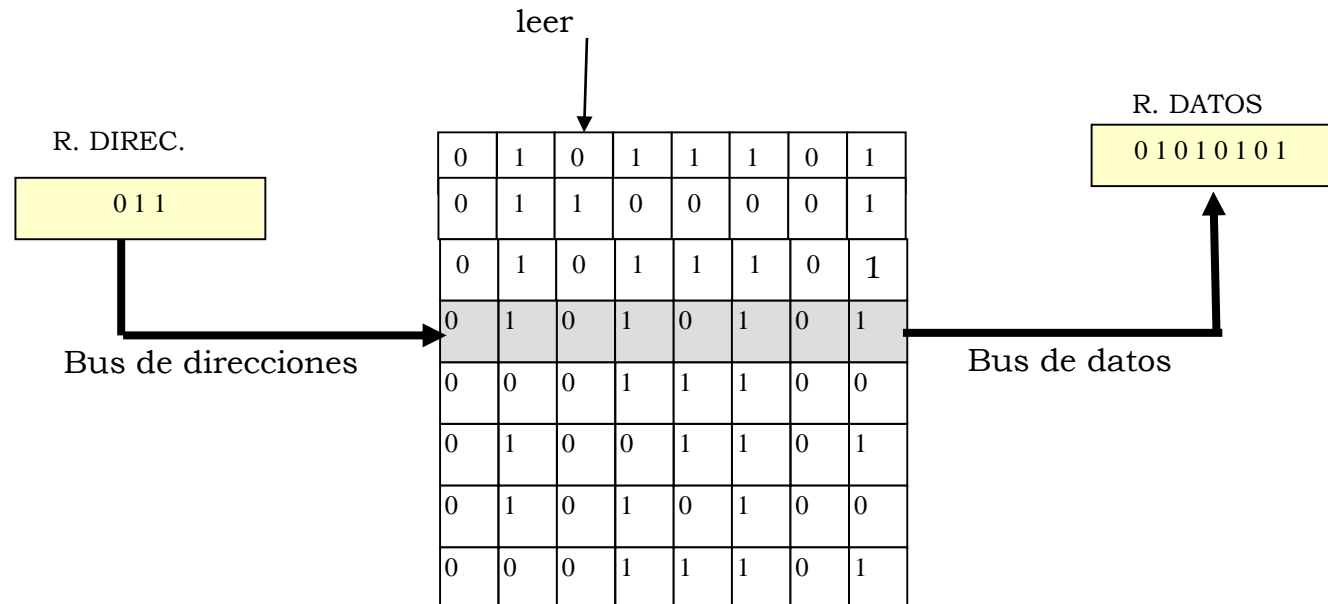 leer
R. DIREC.
0 1 1
R. DATOS
0 1 0 1 0 1 0 1
0 1 0 1 1 1 0 1
0 1 1 0 0 0 0 1
0 1 0 1 1 1 0 1
0 1 0 1 0 1 0 1
0 0 0 1 1 1 0 0
0 1 0 0 1 1 0 1
0 1 0 1 0 1 0 0
0 0 0 1 1 1 0 1
Bus de direcciones
Bus de datos